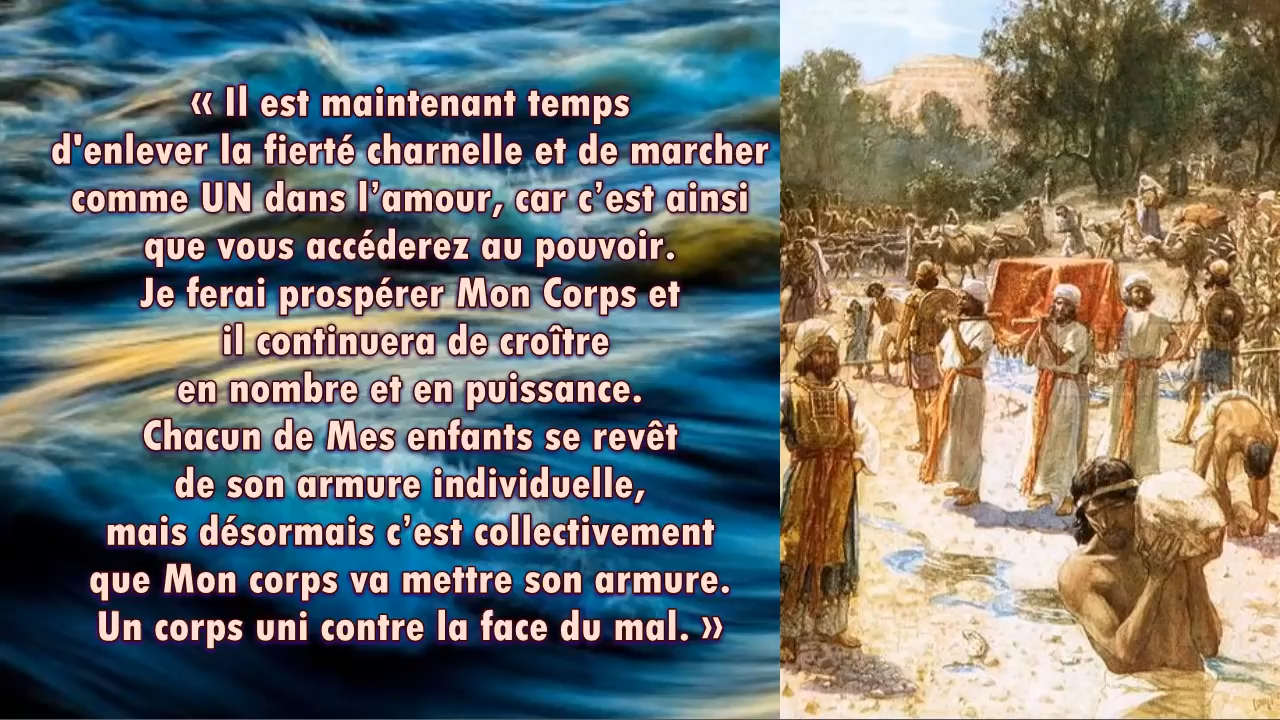 « Il est maintenant temps
d'enlever la fierté charnelle et de marcher
comme UN dans l’amour, car c’est ainsi
que vous accéderez au pouvoir.
Je ferai prospérer Mon Corps et
il continuera de croître
en nombre et en puissance.
Chacun de Mes enfants se revêt
de son armure individuelle,
mais désormais c’est collectivement
que Mon corps va mettre son armure.
Un corps uni contre la face du mal. »